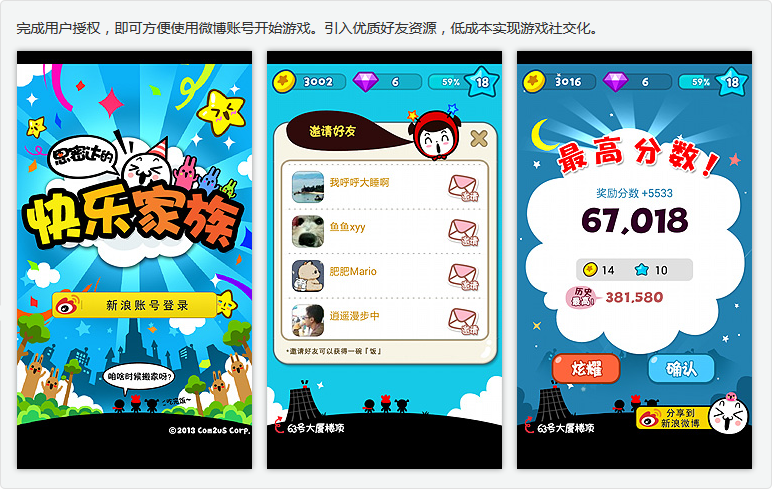 完成用户授权，即可方便使用微博账号开始游戏。引入优质好友资源，低成本实现游戏社交化。
思密达的
快乐家族
新浪账号登录
咱啥时候搬家呀?
吃泡饭~
©2013 Com2uS Corp.
3002
6
59%
18
邀请好友
我呼呼大睡啊
邀请
鱼鱼xyy
邀请
肥肥Mario
邀请
逍遥漫步中
邀请
*邀请好友可以获得一碗『饭』
63号大厦楼顶
3016
6
59%
18
最高分数!
奖励分数 +5533
67,018
14
10
历史最高!
381,580
炫耀
确认
63号大厦楼顶
分享到
新浪微博